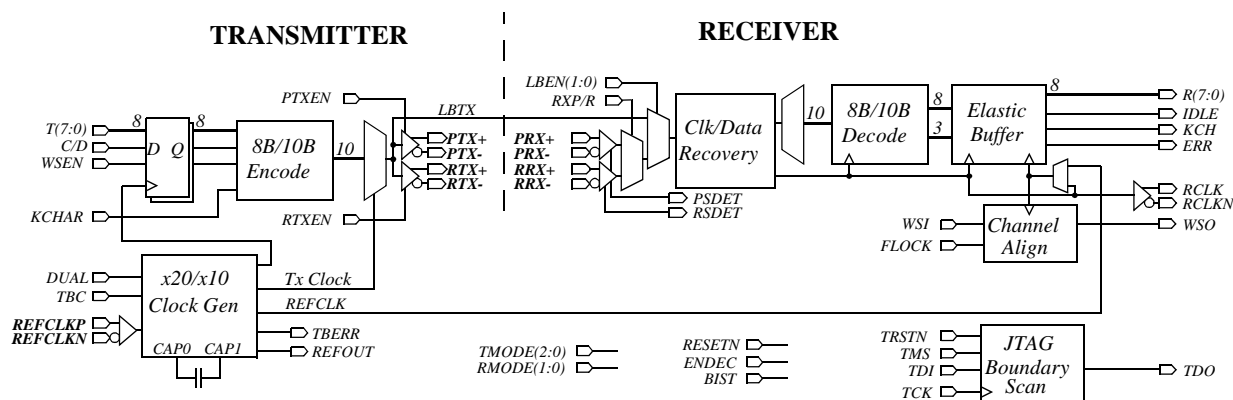 TRANSMITTER
RECEIVER
PTXEN
LBTX
LBEN(1:0)
RXP/R
T(7:0)
C/D
WSEN
8
D Q
8
8B/10B
Encode
10
PTX+
PTX-
RTX+
RTX-
PRX+
PRX-
RRX+
RRX-
Clk/Data
Recovery
10
8B/10B
Decode
8
3
Elastic
Buffer
8
R(7:0)
IDLE
KCH
ERR
KCHAR
RTXEN
PSDET
RSDET
RCLK
RCLKN
WSI
FLOCK
Channel
Align
WSO
DUAL
TBC
REFCLKP
REFCLKN
x20/x10
Clock Gen
CAP0 CAP1
Tx Clock
REFCLK
TBERR
REFOUT
TMODE(2:0)
RMODE(1:0)
RESETN
ENDEC
BIST
TRSTN
TMS
TDI
TCK
JTAG
Boundary
Scan
TDO